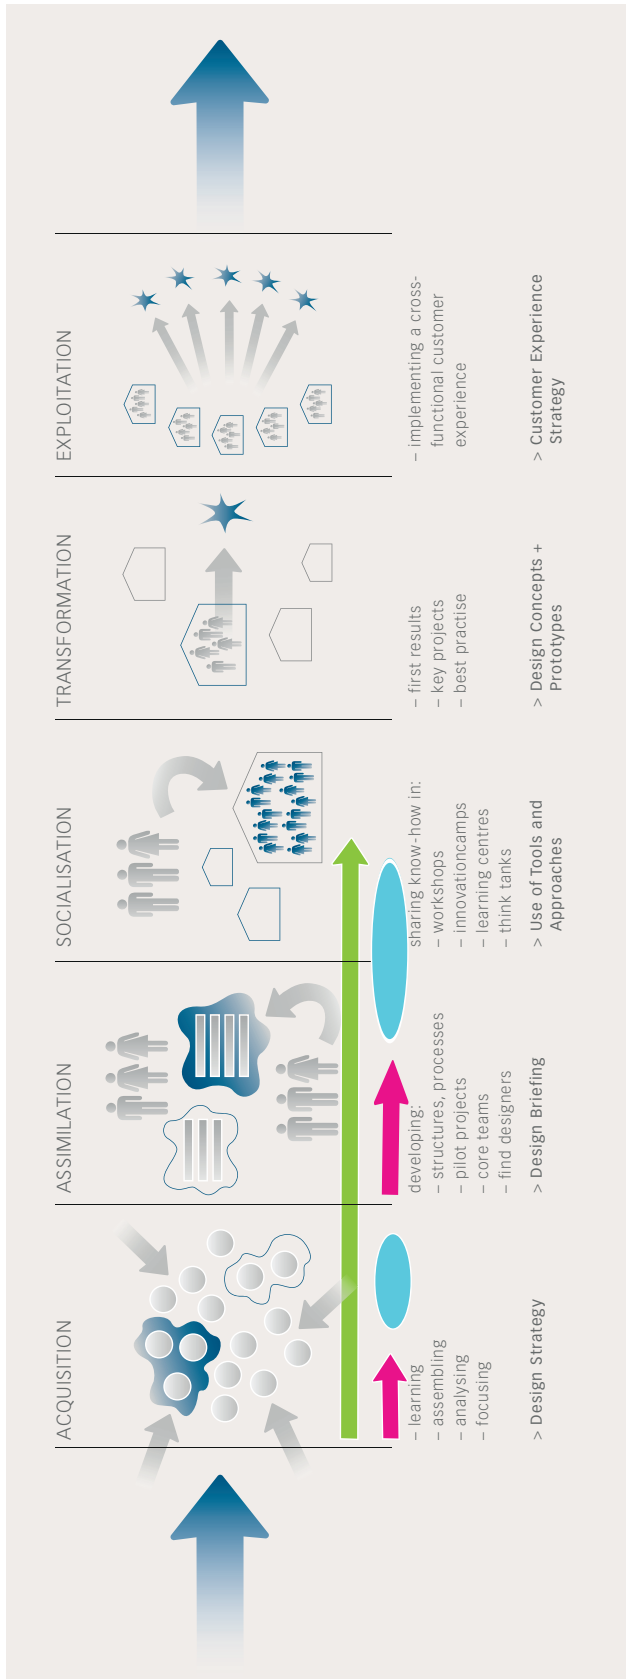 ACQUISITION
– learning
– assembling
– analysing
– focusing
> Design Strategy
ASSIMILATION
developing:
– structures, processes
– pilot projects
– core teams
– find designers
> Design Briefing
SOCIALISATION
sharing know-how in:
– workshops
– innovationcamps
– learning centres
– think tanks
> Use of Tools and
Approaches
TRANSFORMATION
– first results
– key projects
– best practise
> Design Concepts +
Prototypes
EXPLOITATION
– implementing a cross-
functional customer
experience
> Customer Experience
Strategy